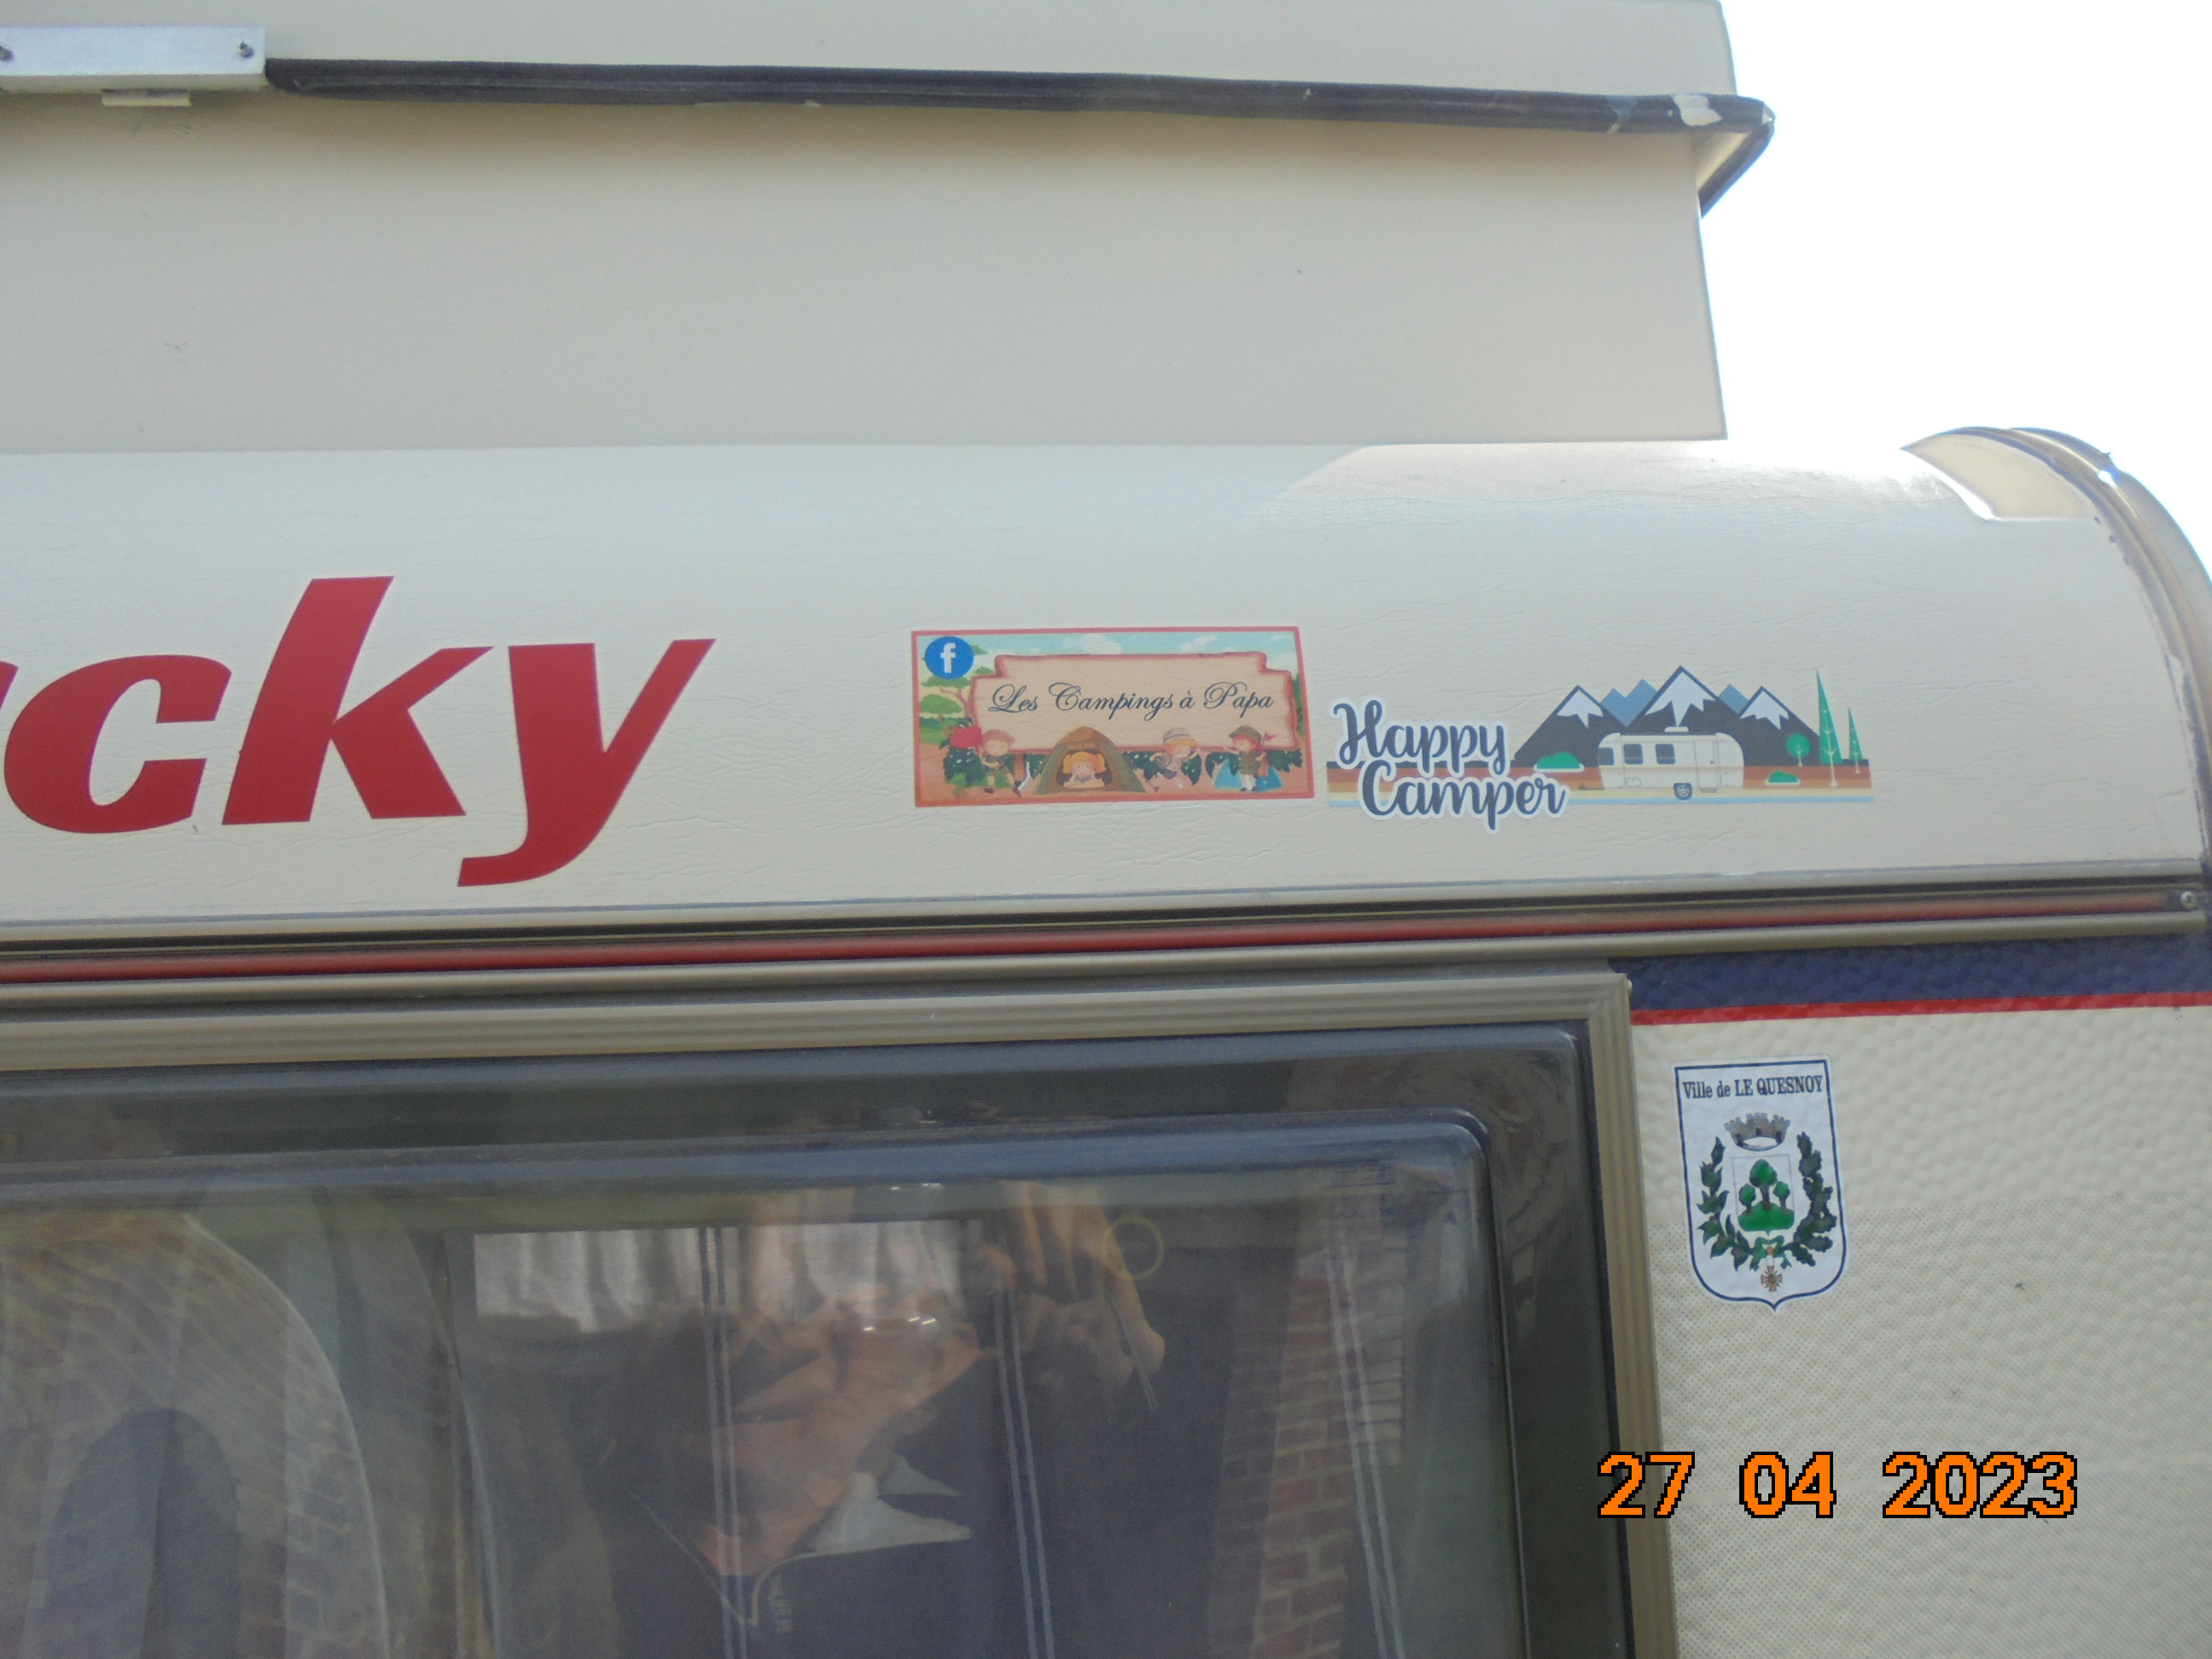 cky
f
Les Campings à Papa
Happy
Camper
Ville de LE QUESNOY
27 04 2023